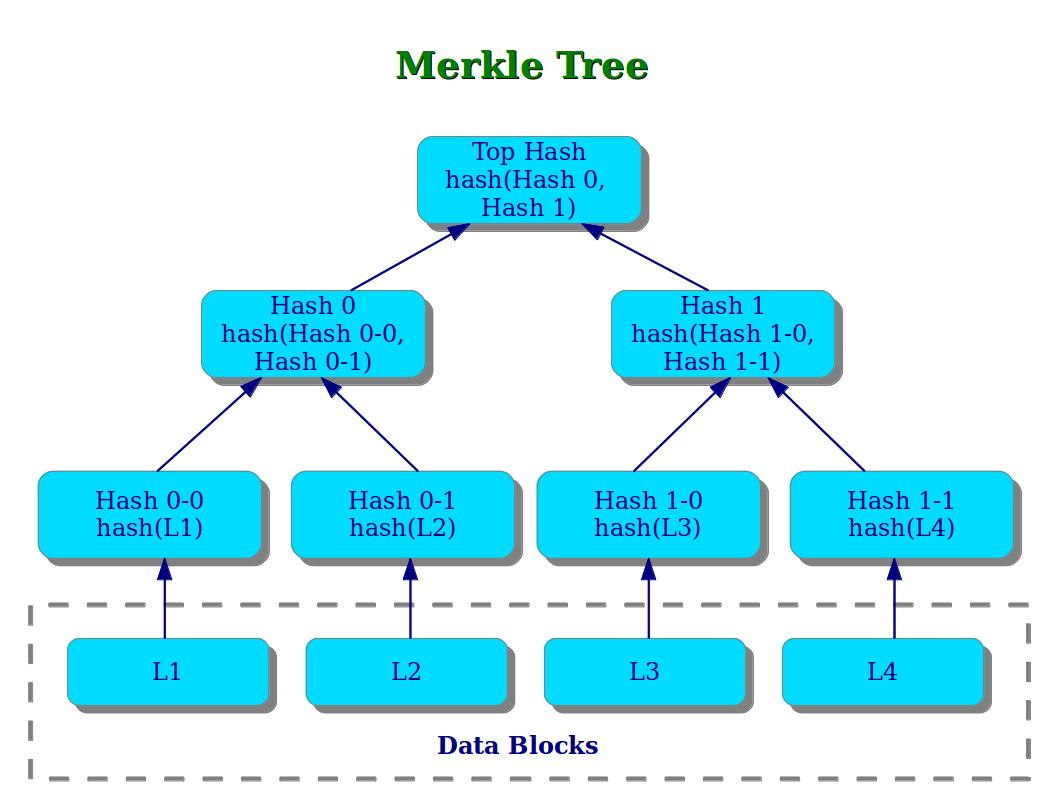 Merkle Tree
Top Hash
hash(Hash 0,
Hash 1)
Hash 0
hash(Hash 0-0,
Hash 0-1)
Hash 1
hash(Hash 1-0,
Hash 1-1)
Hash 0-0
hash(L1)
Hash 0-1
hash(L2)
Hash 1-0
hash(L3)
Hash 1-1
hash(L4)
L1
L2
L3
L4
Data Blocks